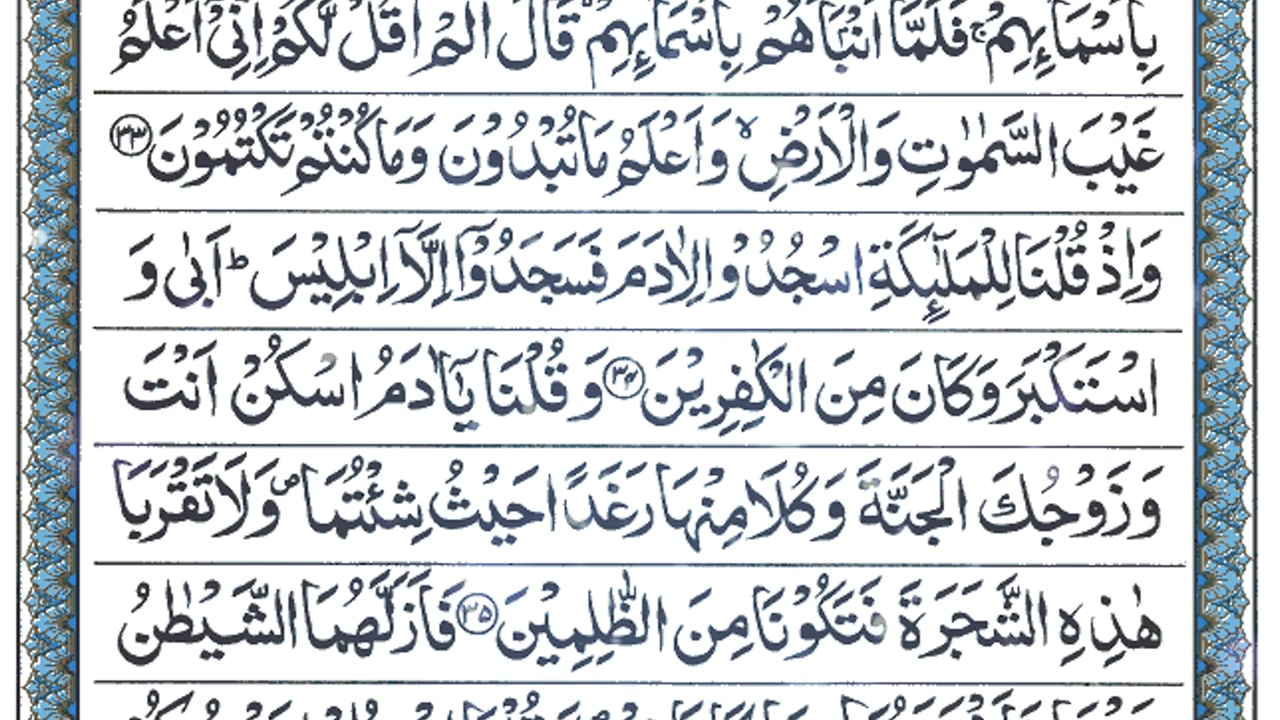 بِاَسْمَآئِهِمْ ۚ فَلَمَّاۤ اَنْۢبَاَهُمْ بِاَسْمَآئِهِمْ ۙ قَالَ اَلَمْ اَقُلْ لَّكُمْ اِنِّیْۤ اَعْلَمُ
غَیْبَ السَّمٰوٰتِ وَالْاَرْضِ ۙ وَاَعْلَمُ مَا تُبْدُوْنَ وَمَا كُنْتُمْ تَكْتُمُوْنَ ﴿۳۳﴾
وَاِذْ قُلْنَا لِلْمَلٰٓئِكَةِ اسْجُدُوْا لِاٰدَمَ فَسَجَدُوْۤا اِلَّاۤ اِبْلِیْسَ ؕ اَبٰی وَ
اسْتَكْبَرَ وَكَانَ مِنَ الْكٰفِرِیْنَ ﴿۳۴﴾ وَ قُلْنَا یٰۤاٰدَمُ اسْكُنْ اَنْتَ
وَ زَوْجُكَ الْجَنَّةَ وَكُلَا مِنْهَا رَغَدًا حَیْثُ شِئْتُمَا ۪ وَلَا تَقْرَبَا
هٰذِهِ الشَّجَرَةَ فَتَكُوْنَا مِنَ الظّٰلِمِیْنَ ﴿۳۵﴾ فَاَزَلَّهُمَا الشَّیْطٰنُ